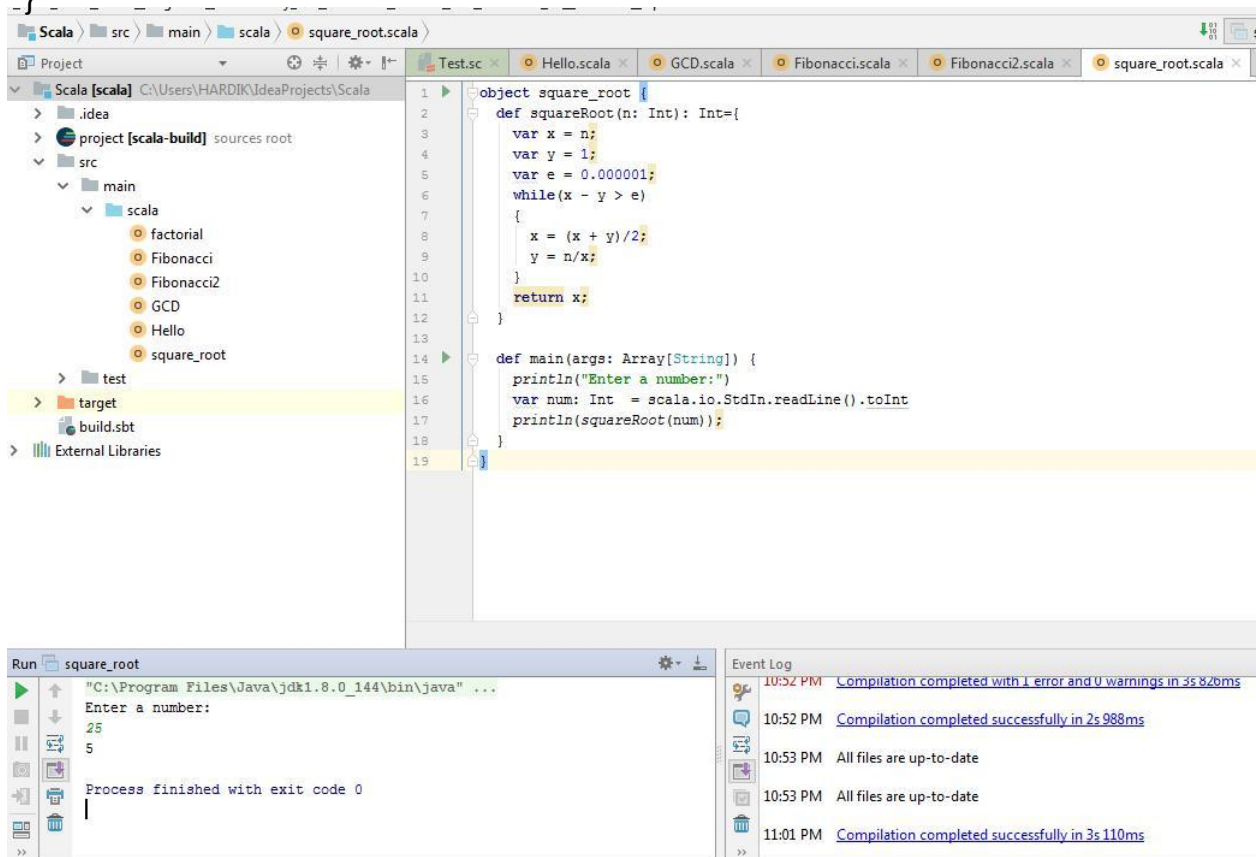 }
Scala src main scala square_root.scala
Project
Test.sc Hello.scala GCD.scala Fibonacci.scala Fibonacci2.scala square_root.scala
Scala [scala] C:\Users\HARDIK\IdeaProjects\Scala
.idea
project [scala-build] sources root
src
main
scala
factorial
Fibonacci
Fibonacci2
GCD
Hello
square_root
test
target
build.sbt
External Libraries
1 object square_root {
2 def squareRoot(n: Int): Int={
3 var x = n;
4 var y = 1;
5 var e = 0.000001;
6 while(x - y > e)
7 {
8 x = (x + y)/2;
9 y = n/x;
10 }
11 return x;
12 }
13
14 def main(args: Array[String]) {
15 println("Enter a number:")
16 var num: Int = scala.io.StdIn.readLine().toInt
17 println(squareRoot(num));
18 }
19 }
Run square_root
"C:\Program Files\Java\jdk1.8.0_144\bin\java" ...
Enter a number:
25
5
Process finished with exit code 0
Event Log
10:52 PM Compilation completed with 1 error and 0 warnings in 3s 826ms
10:52 PM Compilation completed successfully in 2s 988ms
10:53 PM All files are up-to-date
10:53 PM All files are up-to-date
11:01 PM Compilation completed successfully in 3s 110ms